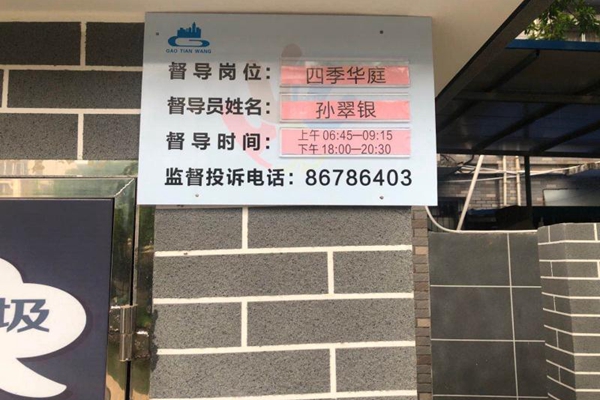 GAO TIAN WANG
督导岗位：四季华庭
督导员姓名：孙翠银
督导时间：上午 06:45—09:15
下午 18:00—20:30
监督投诉电话：86786403
圾